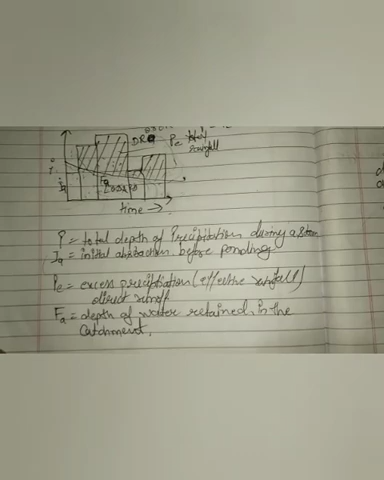 DRO Pe
rainfall
i
Ia
Fa
time →
P = total depth of Precipitation during a storm
Ia = initial abstraction before ponding
Pe = excess precipitation (effective rainfall)
direct runoff
Fa = depth of water retained in the
Catchment.